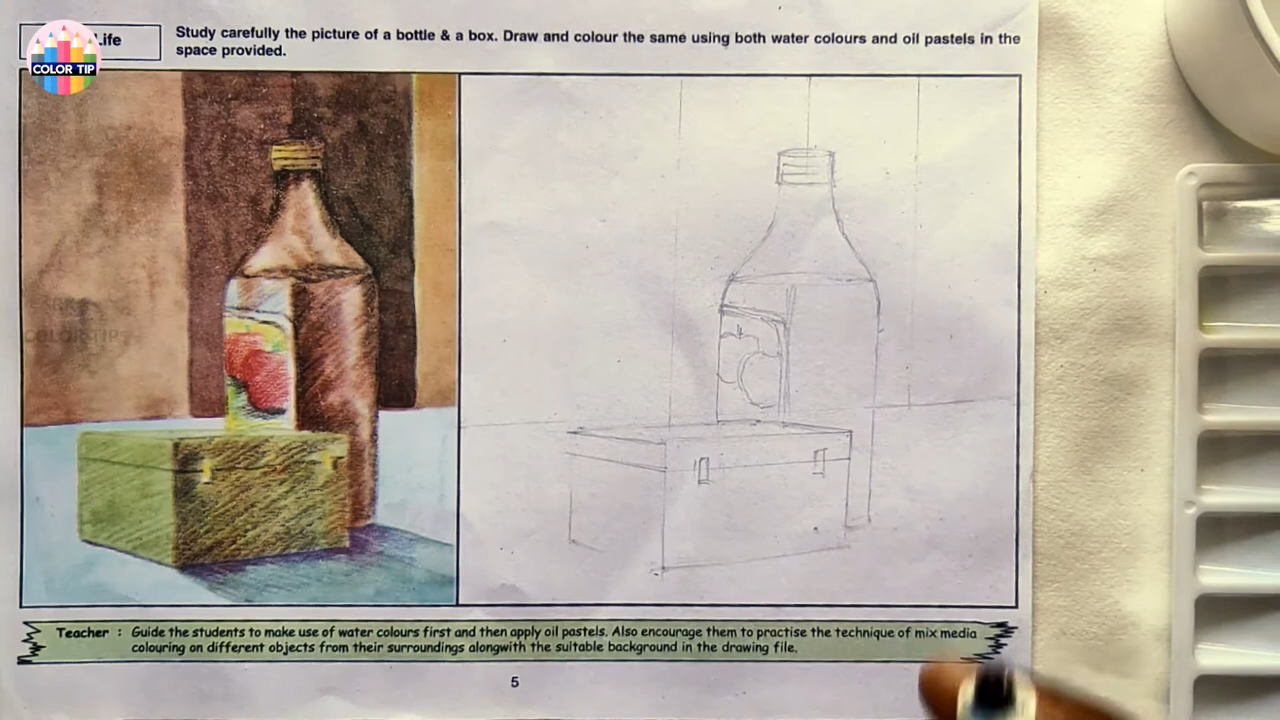 Life
COLOR TIP
Study carefully the picture of a bottle & a box. Draw and colour the same using both water colours and oil pastels in the
space provided.
COLOR TIPS
Teacher : Guide the students to make use of water colours first and then apply oil pastels. Also encourage them to practise the technique of mix media
colouring on different objects from their surroundings alongwith the suitable background in the drawing file.
5